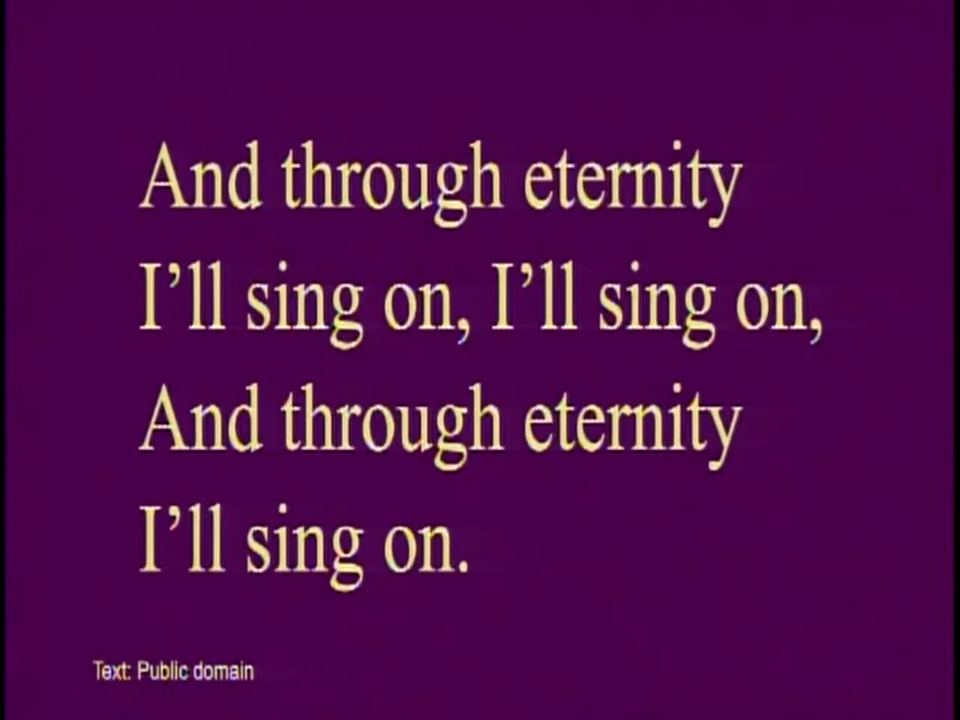 And through eternity
I’ll sing on, I’ll sing on,
And through eternity
I’ll sing on.
Text: Public domain